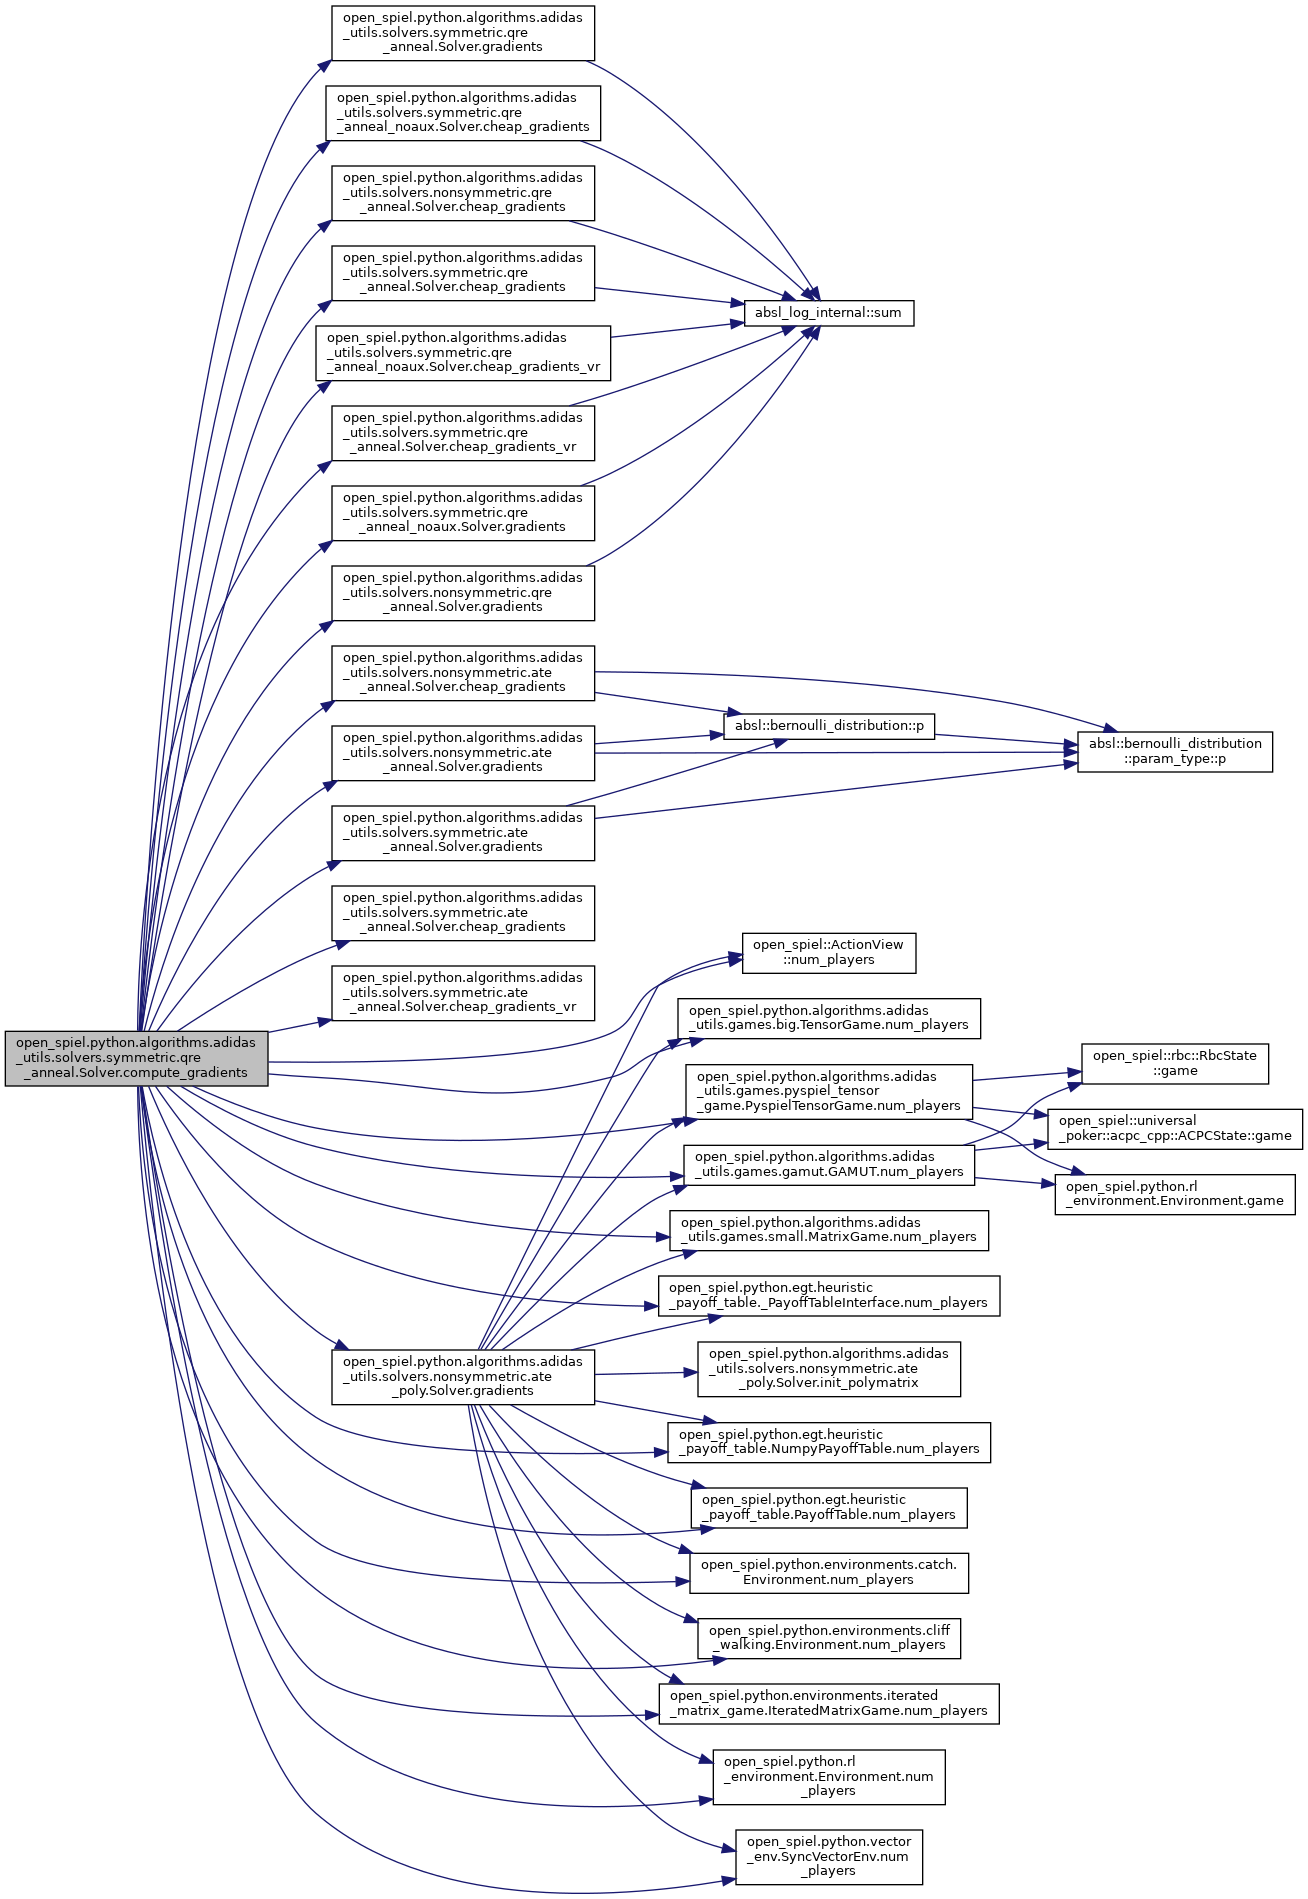 open_spiel.python.algorithms.adidas
_utils.solvers.symmetric.qre
_anneal.Solver.gradients
open_spiel.python.algorithms.adidas
_utils.solvers.symmetric.qre
_anneal_noaux.Solver.cheap_gradients
open_spiel.python.algorithms.adidas
_utils.solvers.nonsymmetric.qre
_anneal.Solver.cheap_gradients
open_spiel.python.algorithms.adidas
_utils.solvers.symmetric.qre
_anneal.Solver.cheap_gradients
open_spiel.python.algorithms.adidas
_utils.solvers.symmetric.qre
_anneal_noaux.Solver.cheap_gradients_vr
open_spiel.python.algorithms.adidas
_utils.solvers.symmetric.qre
_anneal.Solver.cheap_gradients_vr
open_spiel.python.algorithms.adidas
_utils.solvers.symmetric.qre
_anneal_noaux.Solver.gradients
open_spiel.python.algorithms.adidas
_utils.solvers.nonsymmetric.qre
_anneal.Solver.gradients
open_spiel.python.algorithms.adidas
_utils.solvers.nonsymmetric.ate
_anneal.Solver.cheap_gradients
open_spiel.python.algorithms.adidas
_utils.solvers.nonsymmetric.ate
_anneal.Solver.gradients
open_spiel.python.algorithms.adidas
_utils.solvers.symmetric.ate
_anneal.Solver.gradients
open_spiel.python.algorithms.adidas
_utils.solvers.symmetric.ate
_anneal.Solver.cheap_gradients
open_spiel.python.algorithms.adidas
_utils.solvers.symmetric.ate
_anneal.Solver.cheap_gradients_vr
open_spiel.python.algorithms.adidas
_utils.solvers.symmetric.qre
_anneal.Solver.compute_gradients
open_spiel.python.algorithms.adidas
_utils.solvers.nonsymmetric.ate
_poly.Solver.gradients
absl_log_internal::sum
absl::bernoulli_distribution::p
absl::bernoulli_distribution
::param_type::p
open_spiel::ActionView
::num_players
open_spiel.python.algorithms.adidas
_utils.games.big.TensorGame.num_players
open_spiel.python.algorithms.adidas
_utils.games.pyspiel_tensor
_game.PyspielTensorGame.num_players
open_spiel.python.algorithms.adidas
_utils.games.gamut.GAMUT.num_players
open_spiel::rbc::RbcState
::game
open_spiel::universal
_poker::acpc_cpp::ACPCState::game
open_spiel.python.rl
_environment.Environment.game
open_spiel.python.algorithms.adidas
_utils.games.small.MatrixGame.num_players
open_spiel.python.egt.heuristic
_payoff_table._PayoffTableInterface.num_players
open_spiel.python.algorithms.adidas
_utils.solvers.nonsymmetric.ate
_poly.Solver.init_polymatrix
open_spiel.python.egt.heuristic
_payoff_table.NumpyPayoffTable.num_players
open_spiel.python.egt.heuristic
_payoff_table.PayoffTable.num_players
open_spiel.python.environments.catch.
Environment.num_players
open_spiel.python.environments.cliff
_walking.Environment.num_players
open_spiel.python.environments.iterated
_matrix_game.IteratedMatrixGame.num_players
open_spiel.python.rl
_environment.Environment.num
_players
open_spiel.python.vector
_env.SyncVectorEnv.num
_players